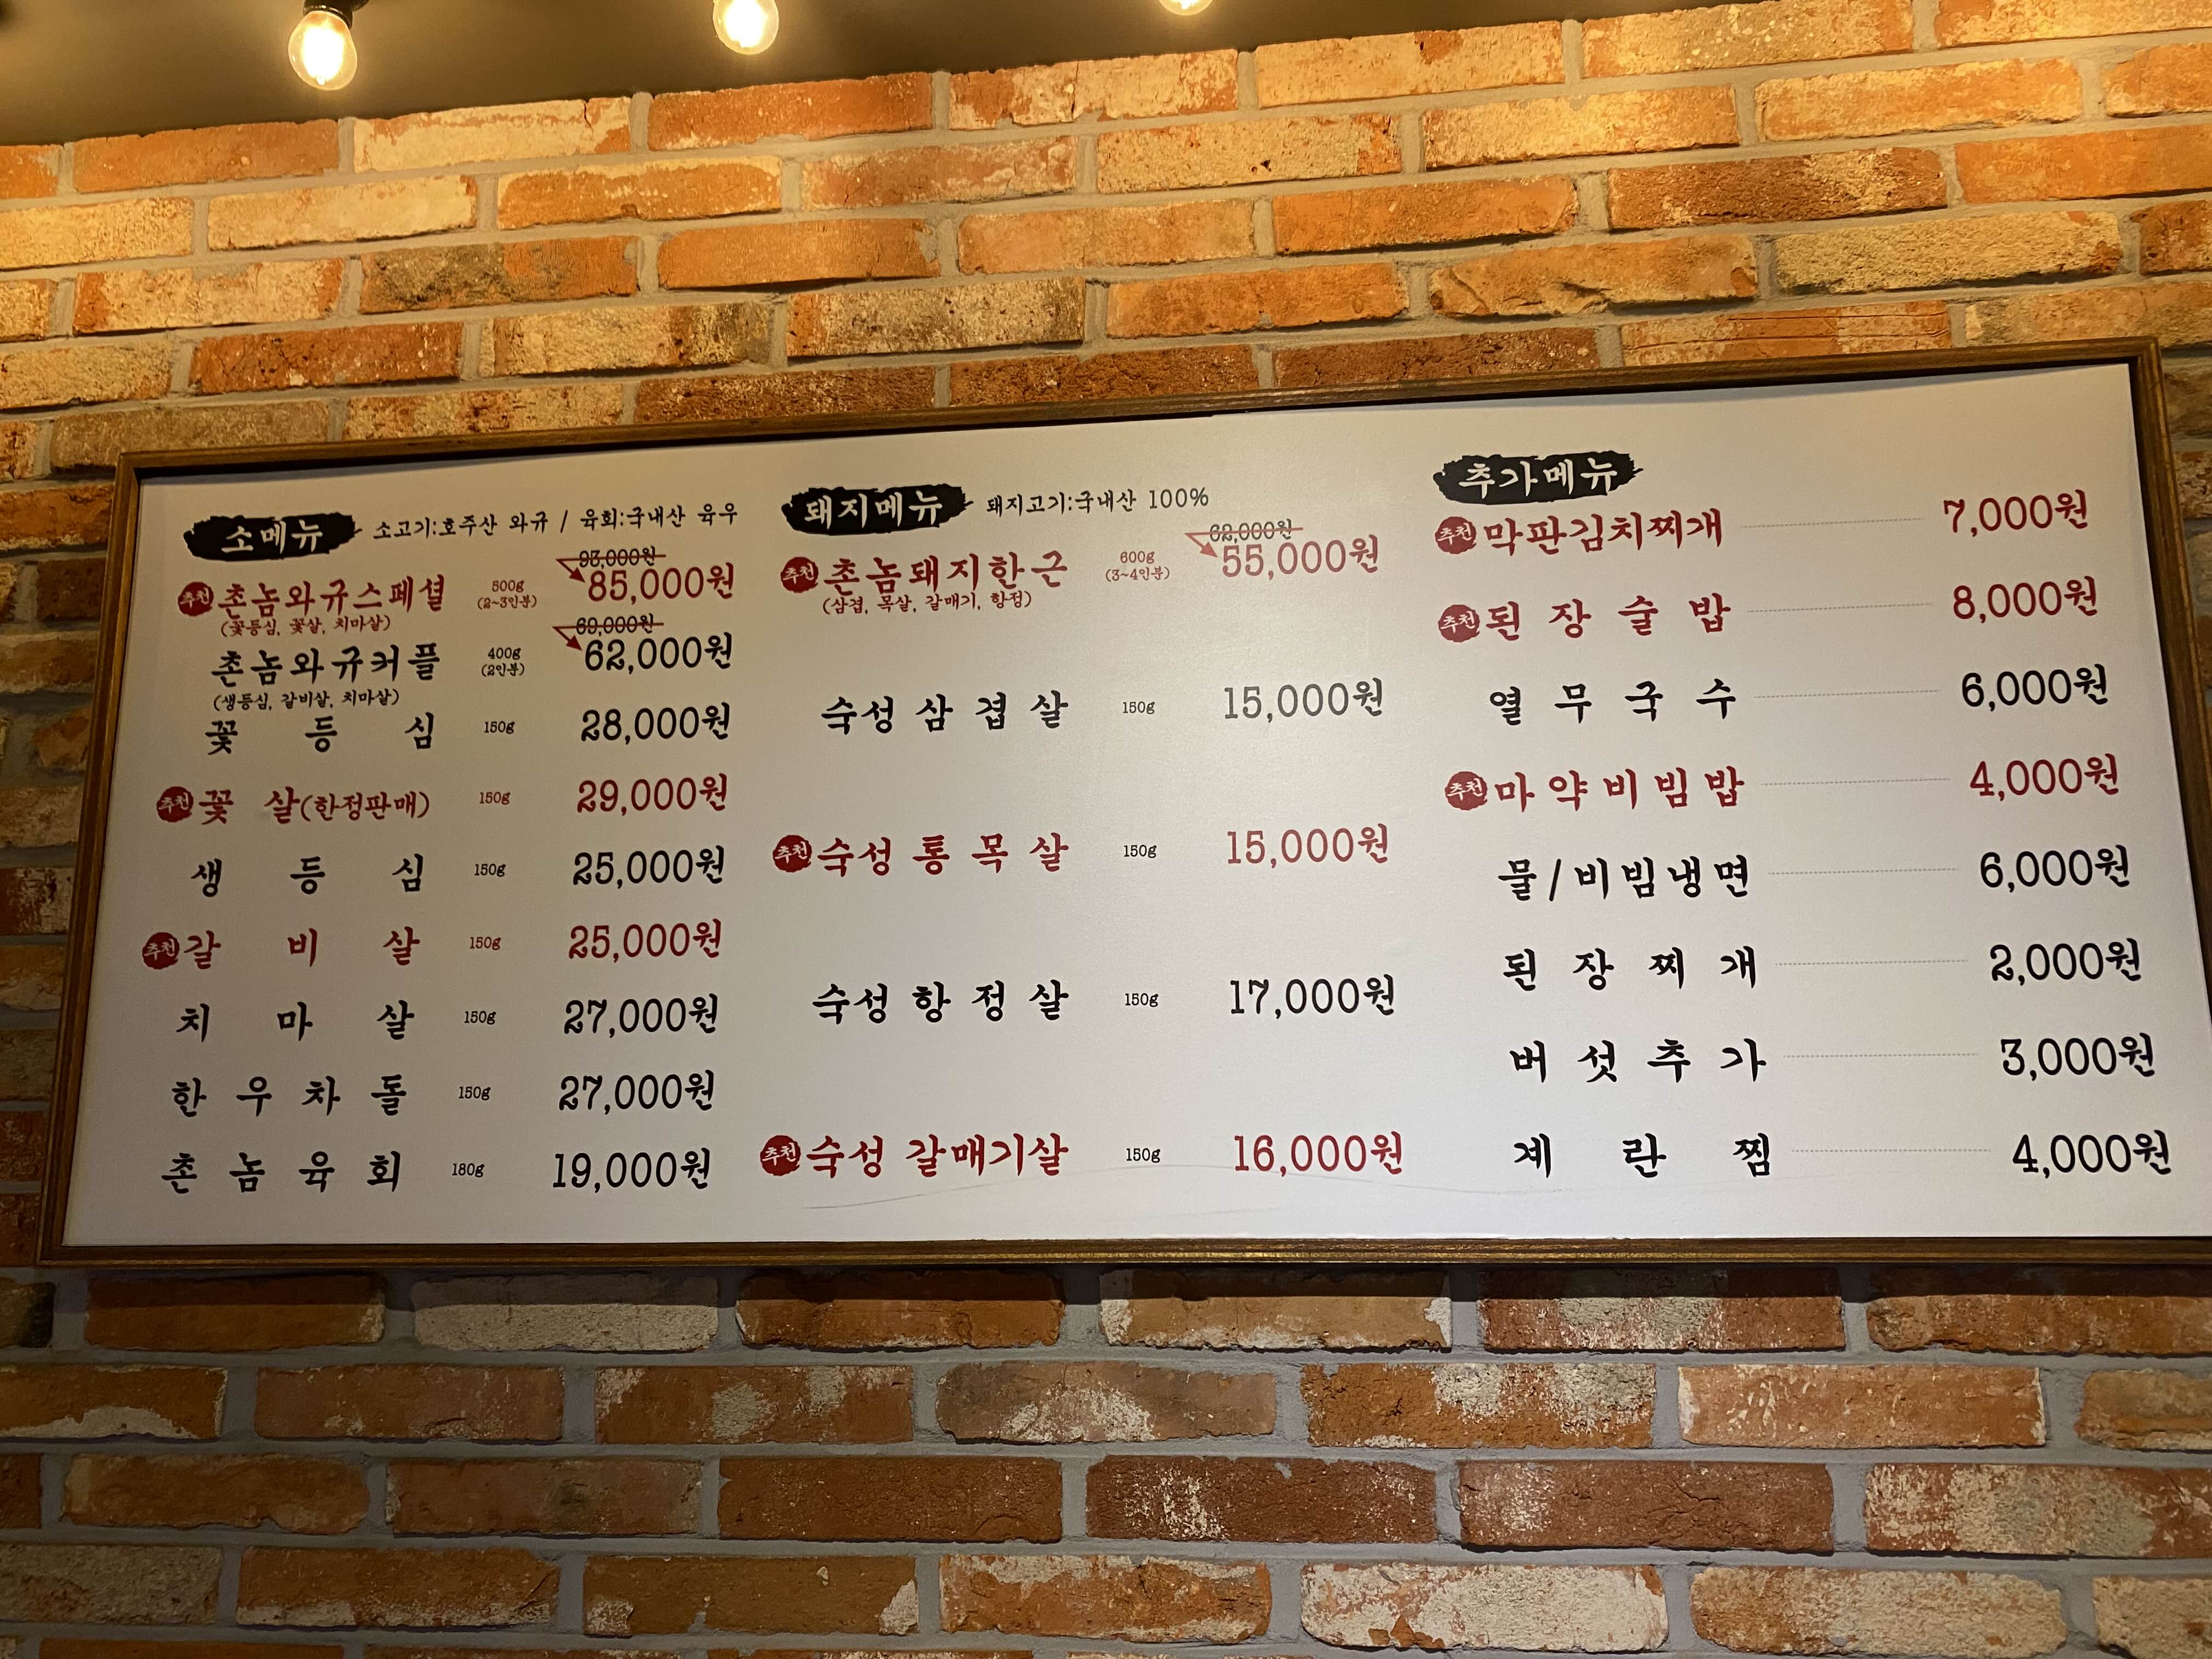 소메뉴 소고기:호주산 와규 / 육회:국내산 육우
93,000원
추천 촌놈와규스페셜 500g 85,000원
(꽃등심, 꽃살, 치마살) (2~3인분)
69,000원
촌놈와규커플 400g 62,000원
(생등심, 갈비살, 치마살) (2인분)
꽃등심 150g 28,000원
추천 꽃살(한정판매) 150g 29,000원
생등심 150g 25,000원
추천 갈비살 150g 25,000원
치마살 150g 27,000원
한우차돌 150g 27,000원
촌놈육회 180g 19,000원
돼지메뉴 돼지고기:국내산 100%
62,000원
추천 촌놈돼지한근 600g 55,000원
(삼겹, 목살, 갈매기, 항정) (3~4인분)
숙성 삼겹살 150g 15,000원
추천 숙성 통목살 150g 15,000원
숙성 항정살 150g 17,000원
추천 숙성 갈매기살 150g 16,000원
추가메뉴
추천 막판김치찌개 7,000원
추천 된장술밥 8,000원
열무국수 6,000원
추천 마약비빔밥 4,000원
물/비빔냉면 6,000원
된장찌개 2,000원
버섯추가 3,000원
계란찜 4,000원